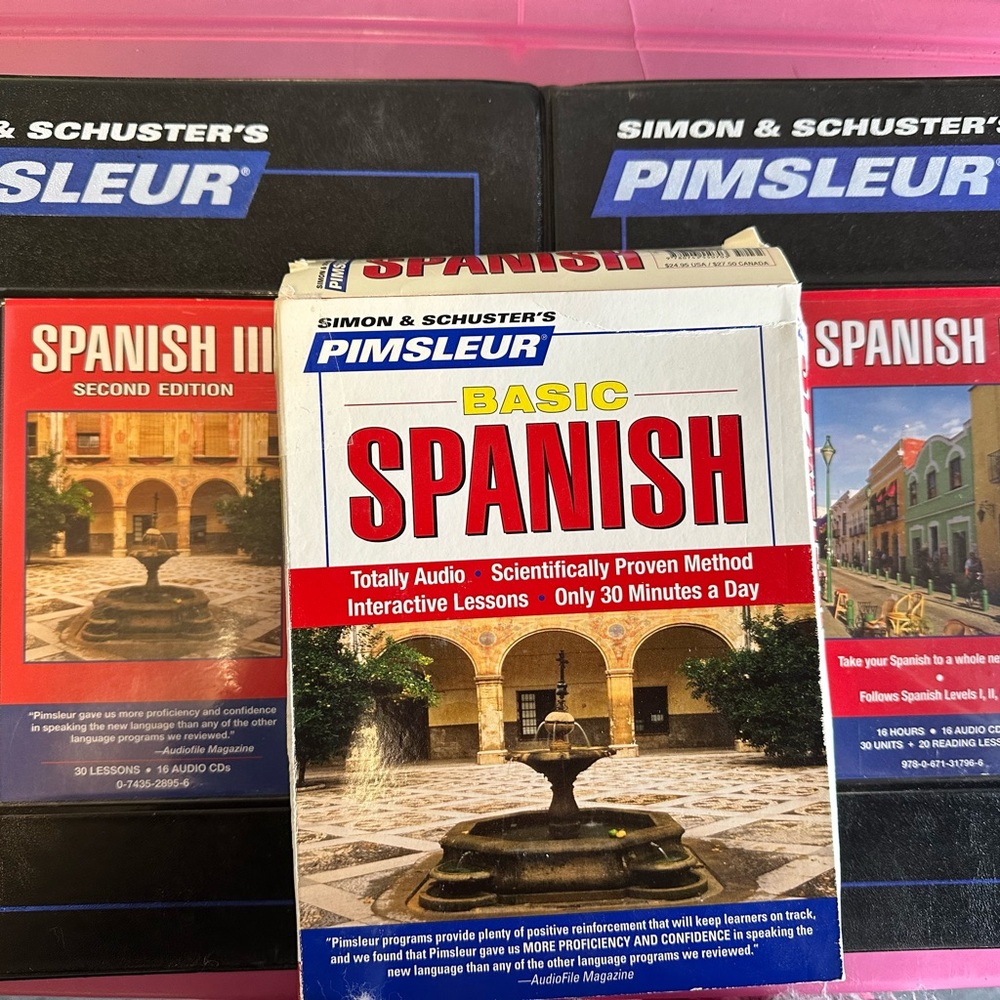 & SCHUSTER'S
SLEUR®
SIMON & SCHUSTER'S
PIMSLEUR®
SPANISH
$24.95 USA / $27.50 CANADA
SPANISH III
SECOND EDITION
"Pimsleur gave us more proficiency and confidence
in speaking the new language than any of the other
language programs we reviewed."
—Audiofile Magazine
30 LESSONS • 16 AUDIO CDs
0-7435-2895-6
SIMON & SCHUSTER'S
PIMSLEUR®
BASIC
SPANISH
Totally Audio • Scientifically Proven Method
Interactive Lessons • Only 30 Minutes a Day
"Pimsleur programs provide plenty of positive reinforcement that will keep learners on track,
and we found that Pimsleur gave us MORE PROFICIENCY AND CONFIDENCE in speaking the
new language than any of the other language programs we reviewed."
—AudioFile Magazine
SPANISH
Take your Spanish to a whole
•
Follows Spanish Levels I, II,
16 HOURS • 16 AUDIO
30 UNITS + 20 READING
978-0-671-31796-6